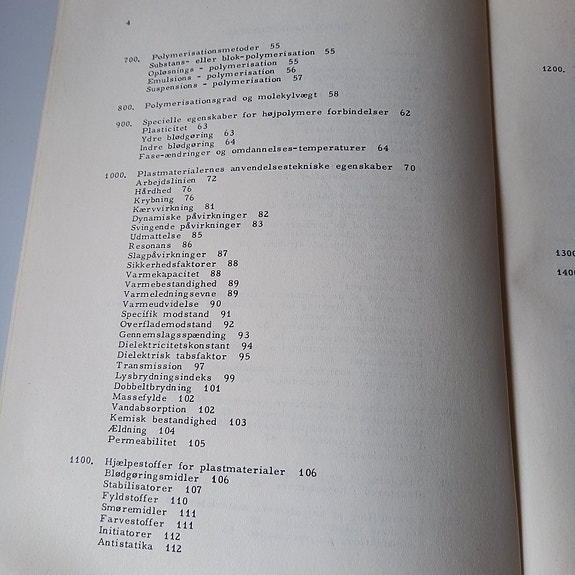 4
700. Polymerisationsmetoder 55
Substans- eller blok-polymerisation 55
Opløsnings - polymerisation 55
Emulsions - polymerisation 56
Suspensions - polymerisation 57
800. Polymerisationsgrad og molekylvægt 58
900. Specielle egenskaber for højpolymere forbindelser 62
Plasticitet 63
Ydre blødgøring 63
Indre blødgøring 64
Fase-ændringer og omdannelses-temperaturer 64
1000. Plastmaterialernes anvendelsestekniske egenskaber 70
Arbejdslinien 72
Hårdhed 76
Krybning 76
Kærvvirkning 81
Dynamiske påvirkninger 82
Svingende påvirkninger 83
Udmattelse 85
Resonans 86
Slagpåvirkninger 87
Sikkerhedsfaktorer 88
Varmekapacitet 88
Varmebestandighed 89
Varmeledningsevne 89
Varmeudvidelse 90
Specifik modstand 91
Overflademodstand 92
Gennemslagsspænding 93
Dielektricitetskonstant 94
Dielektrisk tabsfaktor 95
Transmission 97
Lysbrydningsindeks 99
Dobbeltbrydning 101
Massefylde 102
Vandabsorption 102
Kemisk bestandighed 103
Ældning 104
Permeabilitet 105
1100. Hjælpestoffer for plastmaterialer 106
Blødgøringsmidler 106
Stabilisatorer 107
Fyldstoffer 110
Smøremidler 111
Farvestoffer 111
Initiatorer 112
Antistatika 112
1200.
1300
1400